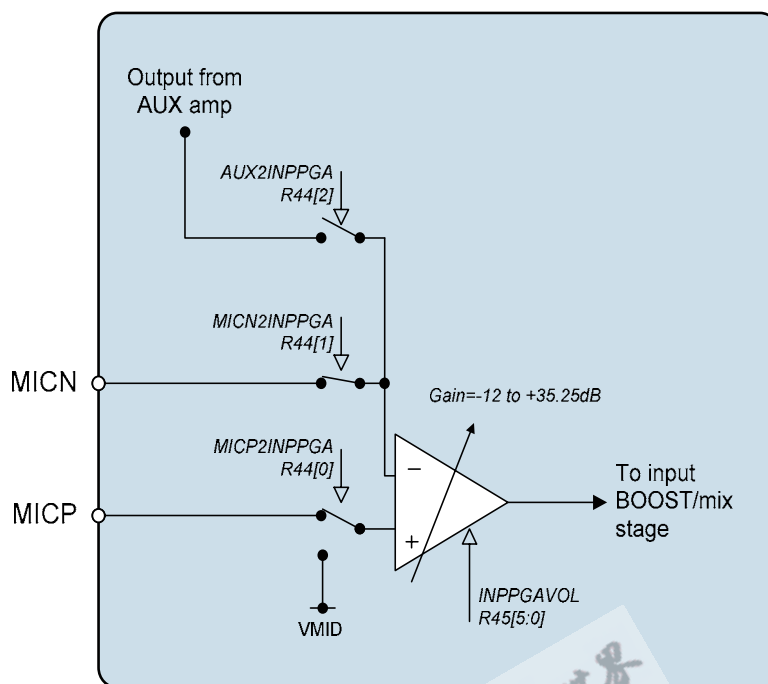 Output from
AUX amp
AUX2INPPGA
R44[2]
MICN2INPPGA
R44[1]
MICN
Gain=-12 to +35.25dB
MICP2INPPGA
R44[0]
MICP
−
+
To input
BOOST/mix
stage
VMID
INPPGAVOL
R45[5:0]